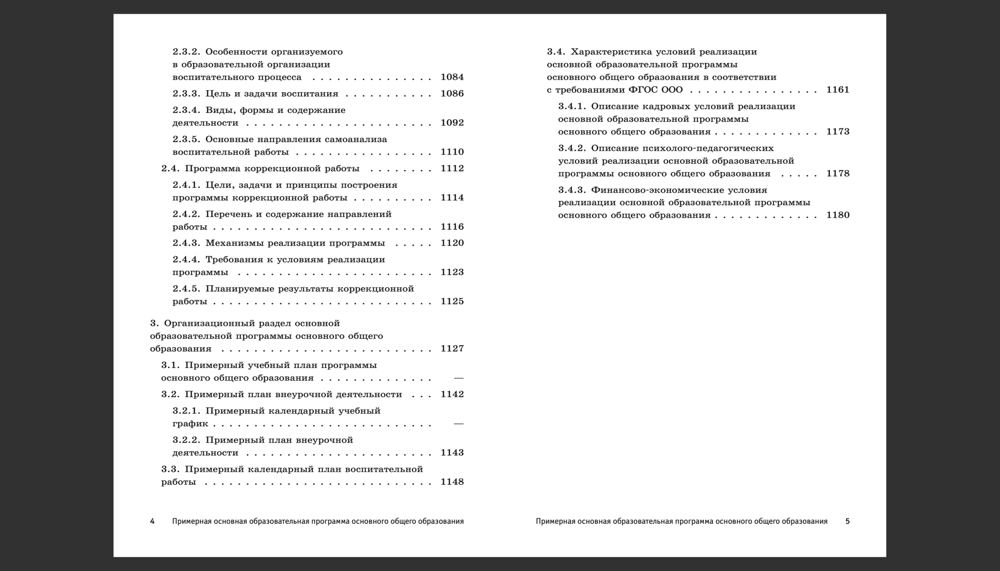 2.3.2. Особенности организуемого
в образовательной организации
воспитательного процесса . . . . . . . . . . . . . . . 1084
2.3.3. Цель и задачи воспитания . . . . . . . . . . . 1086
2.3.4. Виды, формы и содержание
деятельности . . . . . . . . . . . . . . . . . . . . . . . 1092
2.3.5. Основные направления самоанализа
воспитательной работы . . . . . . . . . . . . . . . . . 1110
2.4. Программа коррекционной работы . . . . . . . . 1112
2.4.1. Цели, задачи и принципы построения
программы коррекционной работы . . . . . . . . . . 1114
2.4.2. Перечень и содержание направлений
работы . . . . . . . . . . . . . . . . . . . . . . . . . . . 1116
2.4.3. Механизмы реализации программы . . . . . 1120
2.4.4. Требования к условиям реализации
программы . . . . . . . . . . . . . . . . . . . . . . . . 1123
2.4.5. Планируемые результаты коррекционной
работы . . . . . . . . . . . . . . . . . . . . . . . . . . . 1125
3. Организационный раздел основной
образовательной программы основного общего
образования . . . . . . . . . . . . . . . . . . . . . . . . . . 1127
3.1. Примерный учебный план программы
основного общего образования . . . . . . . . . . . . . . —
3.2. Примерный план внеурочной деятельности . . . 1142
3.2.1. Примерный календарный учебный
график . . . . . . . . . . . . . . . . . . . . . . . . . . . —
3.2.2. Примерный план внеурочной
деятельности . . . . . . . . . . . . . . . . . . . . . . . 1143
3.3. Примерный календарный план воспитательной
работы . . . . . . . . . . . . . . . . . . . . . . . . . . . . 1148
4 Примерная основная образовательная программа основного общего образования
3.4. Характеристика условий реализации
основной образовательной программы
основного общего образования в соответствии
с требованиями ФГОС ООО . . . . . . . . . . . . . . . . 1161
3.4.1. Описание кадровых условий реализации
основной образовательной программы
основного общего образования . . . . . . . . . . . . . 1173
3.4.2. Описание психолого-педагогических
условий реализации основной образовательной
программы основного общего образования . . . . . 1178
3.4.3. Финансово-экономические условия
реализации основной образовательной программы
основного общего образования . . . . . . . . . . . . . 1180
Примерная основная образовательная программа основного общего образования 5